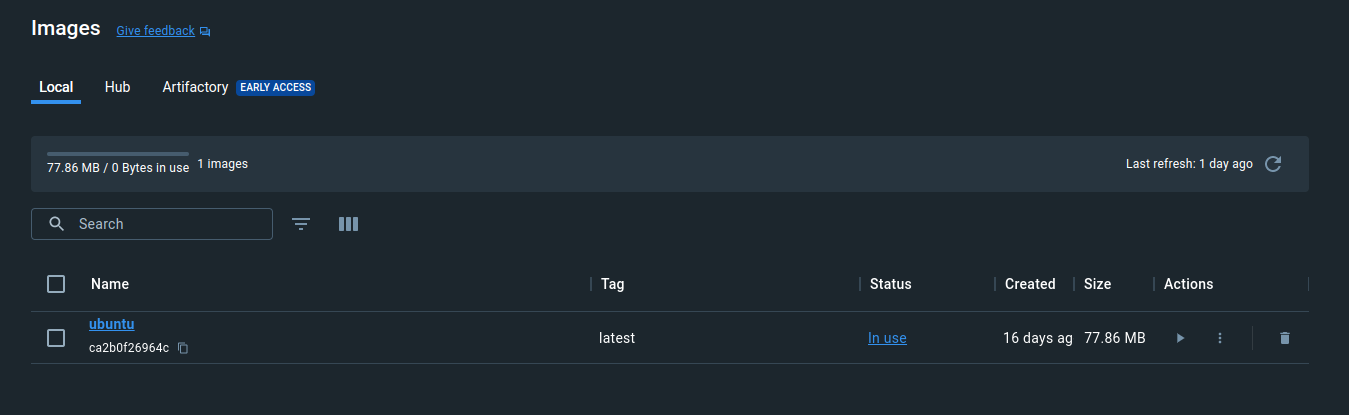 Images Give feedback
Local Hub Artifactory EARLY ACCESS
77.86 MB / 0 Bytes in use 1 images Last refresh: 1 day ago
Search
Name Tag Status Created Size Actions
ubuntu
ca2b0f26964c latest In use 16 days ag 77.86 MB